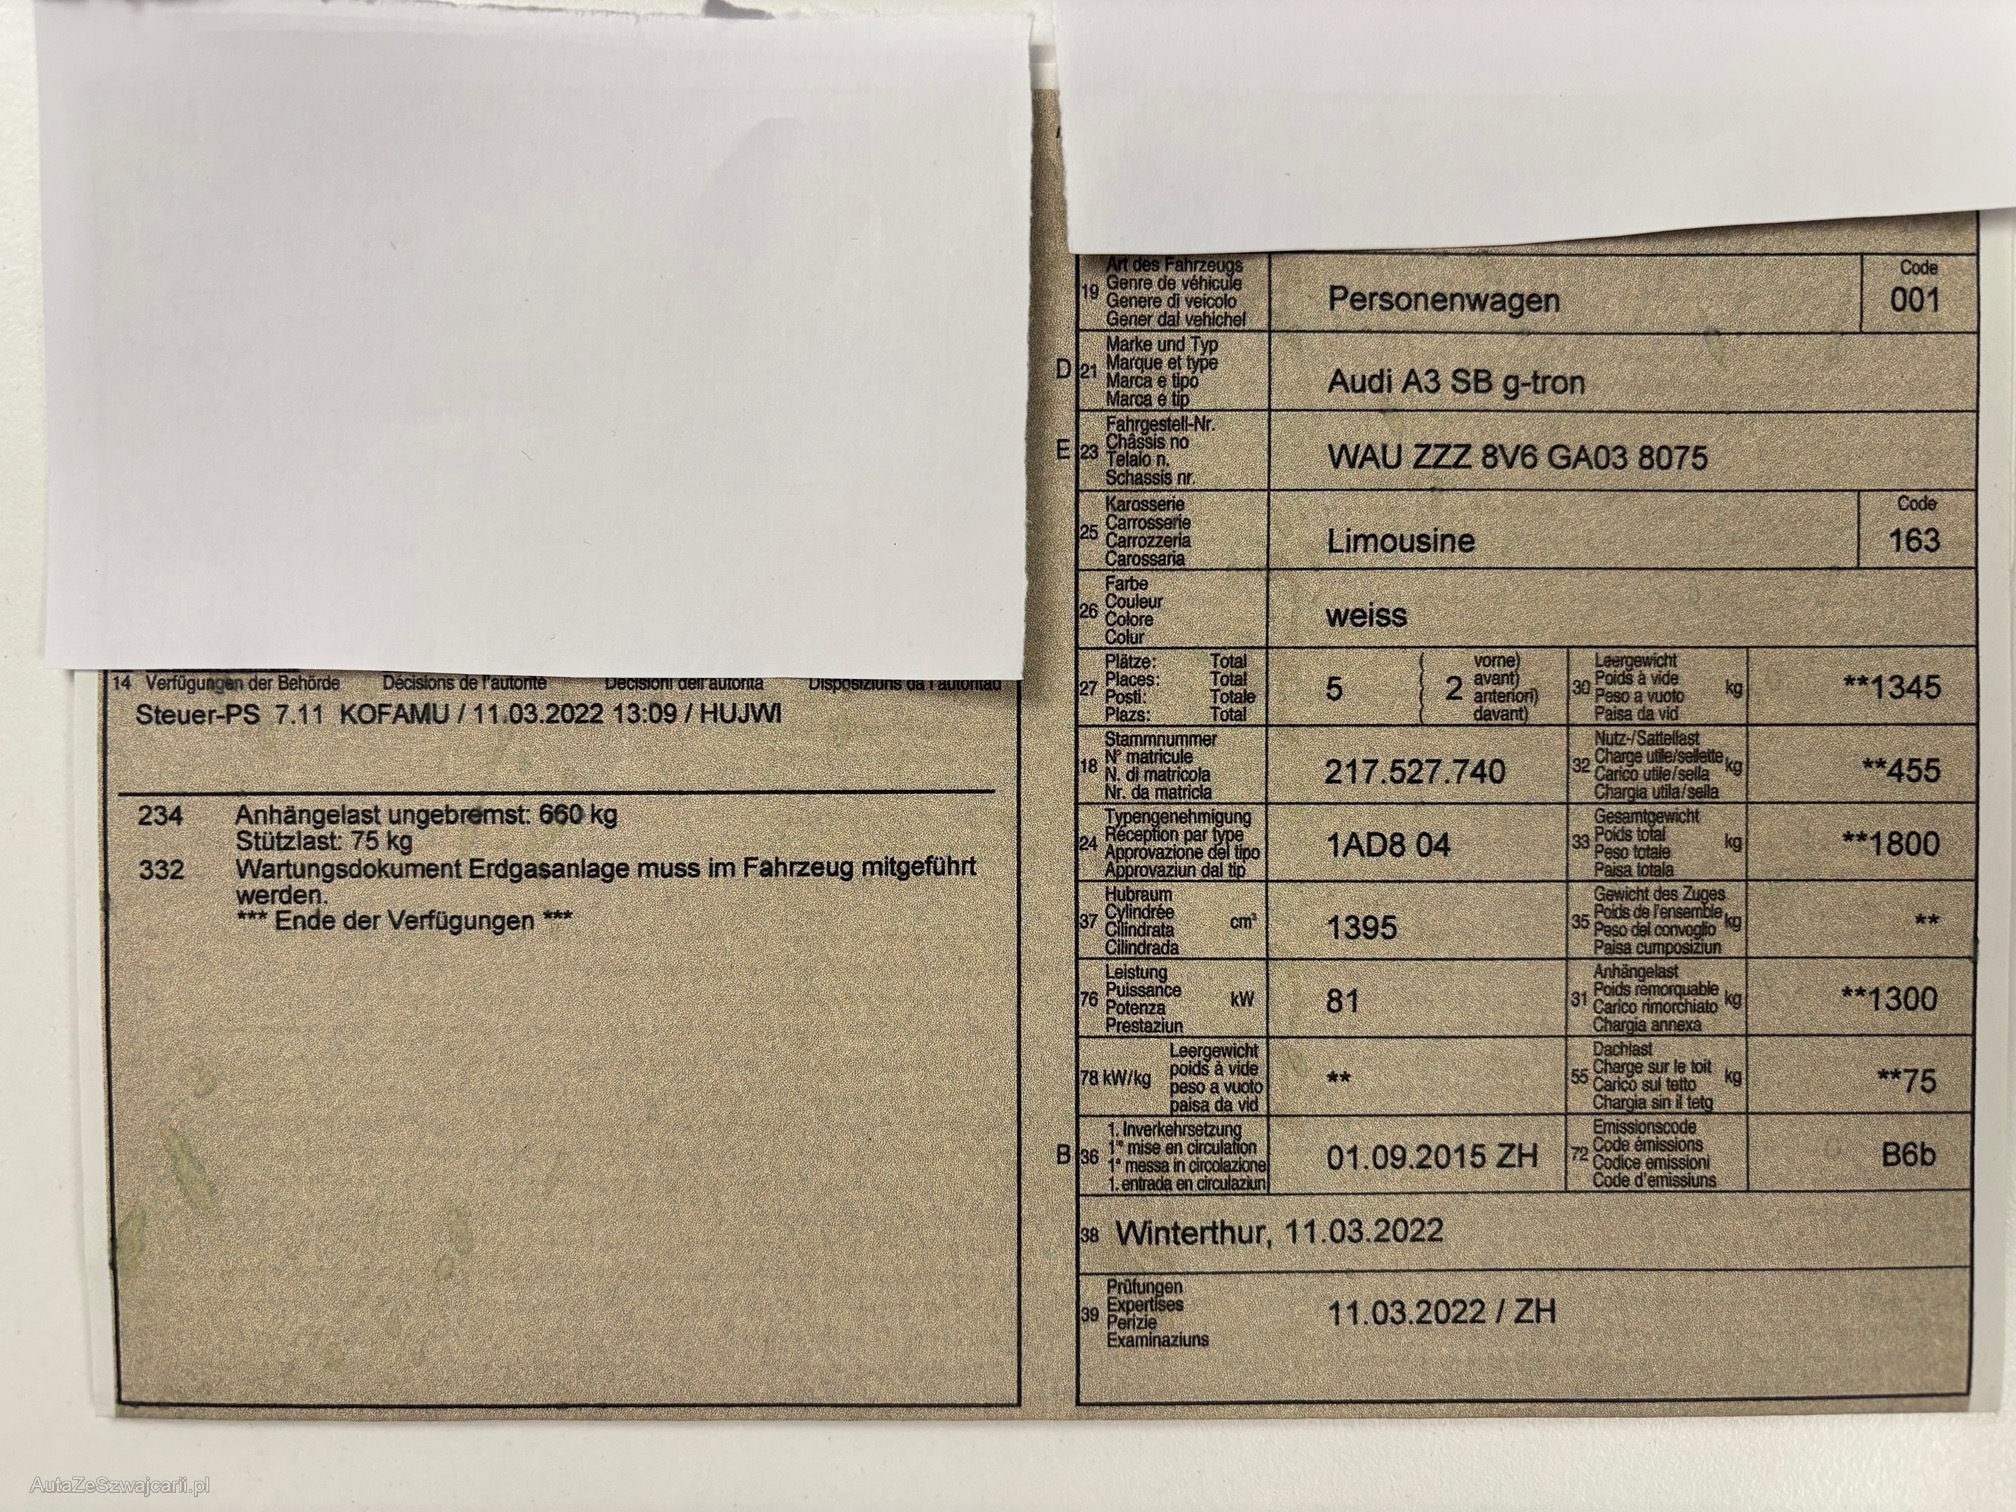 14 Verfügungen der Behörde Décisions de l'autorité Decisioni dell'autorità Disposiziuns da l'autoritad
Steuer-PS 7.11 KOFAMU / 11.03.2022 13:09 / HUJWI
234 Anhängelast ungebremst: 660 kg
Stützlast: 75 kg
332 Wartungsdokument Erdgasanlage muss im Fahrzeug mitgeführt
werden.
*** Ende der Verfügungen ***
19 Art des Fahrzeugs
Genre de véhicule
Genere di veicolo
Gener dal vehichel
Personenwagen
Code
001
D 21 Marke und Typ
Marque et type
Marca e tipo
Marca e tip
Audi A3 SB g-tron
E 23 Fahrgestell-Nr.
Châssis no
Telaio n.
Schassis nr.
WAU ZZZ 8V6 GA03 8075
25 Karosserie
Carrosserie
Carrozzeria
Carossaria
Limousine
Code
163
26 Farbe
Couleur
Colore
Colur
weiss
27 Plätze: Total
Places: Total
Posti: Totale
Plazs: Total
5 ( 2 vorne)
avant)
anteriori)
davant)
30 Leergewicht
Poids à vide
Peso a vuoto
Paisa da vid
kg **1345
18 Stammnummer
N° matricule
N. di matricola
Nr. da matricla
217.527.740
32 Nutz-/Sattellast
Charge utile/sellette
Carico utile/sella
Chargia utila/sella
kg **455
24 Typengenehmigung
Réception par type
Approvazione del tipo
Approvaziun dal tip
1AD8 04
33 Gesamtgewicht
Poids total
Peso totale
Paisa totala
kg **1800
37 Hubraum
Cylindrée
Cilindrata
Cilindrada
cm³ 1395
35 Gewicht des Zuges
Poids de l'ensemble
Peso del convoglio
Paisa cumposiziun
kg **
76 Leistung
Puissance
Potenza
Prestaziun
kW 81
31 Anhängelast
Poids remorquable
Carico rimorchiato
Chargia annexa
kg **1300
78 kW/kg Leergewicht
poids à vide
peso a vuoto
paisa da vid
**
55 Dachlast
Charge sur le toit
Carico sul tetto
Chargia sin il tetg
kg **75
B 36 1. Inverkehrsetzung
1re mise en circulation
1a messa in circolazione
1. entrada en circulaziun
01.09.2015 ZH
72 Emissionscode
Code émissions
Codice emissioni
Code d'emissiuns
B6b
38 Winterthur, 11.03.2022
39 Prüfungen
Expertises
Perizie
Examinaziuns
11.03.2022 / ZH
AutaZeSzwajcarii.pl